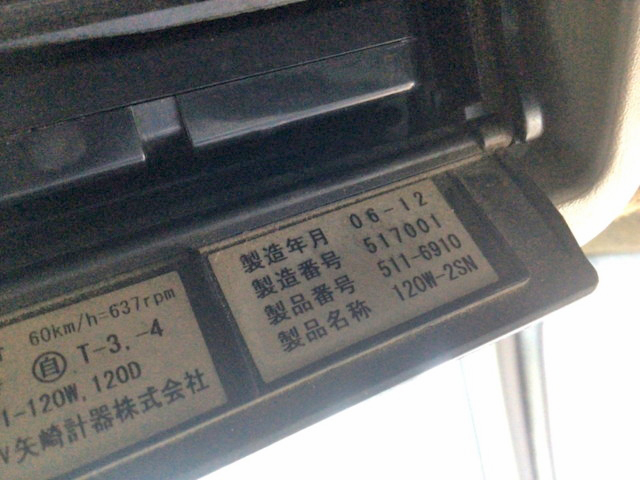 60km/h=637rpm
自 T-3,-4
-120W, 120D
矢崎計器株式会社
製造年月 06-12
製造番号 517001
製品番号 511-6910
製品名称 120W-2SN